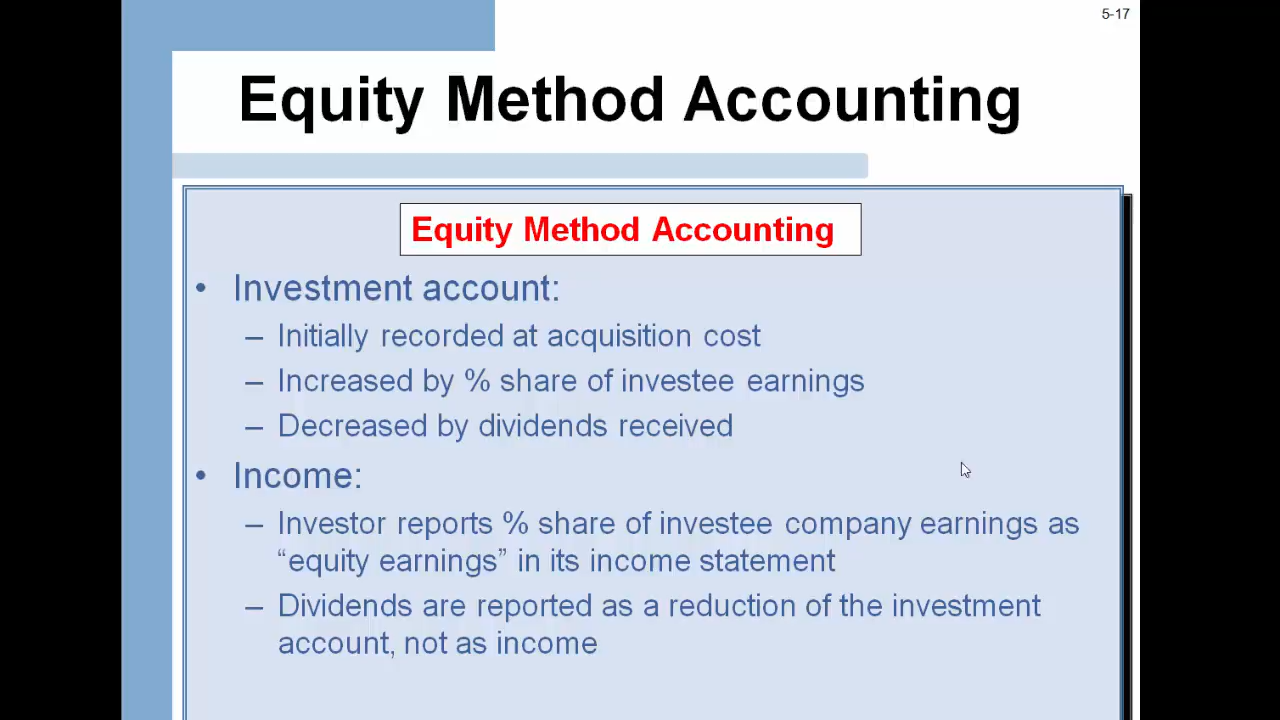 5-17
Equity Method Accounting
Equity Method Accounting
• Investment account:
– Initially recorded at acquisition cost
– Increased by % share of investee earnings
– Decreased by dividends received
• Income:
– Investor reports % share of investee company earnings as
“equity earnings” in its income statement
– Dividends are reported as a reduction of the investment
account, not as income